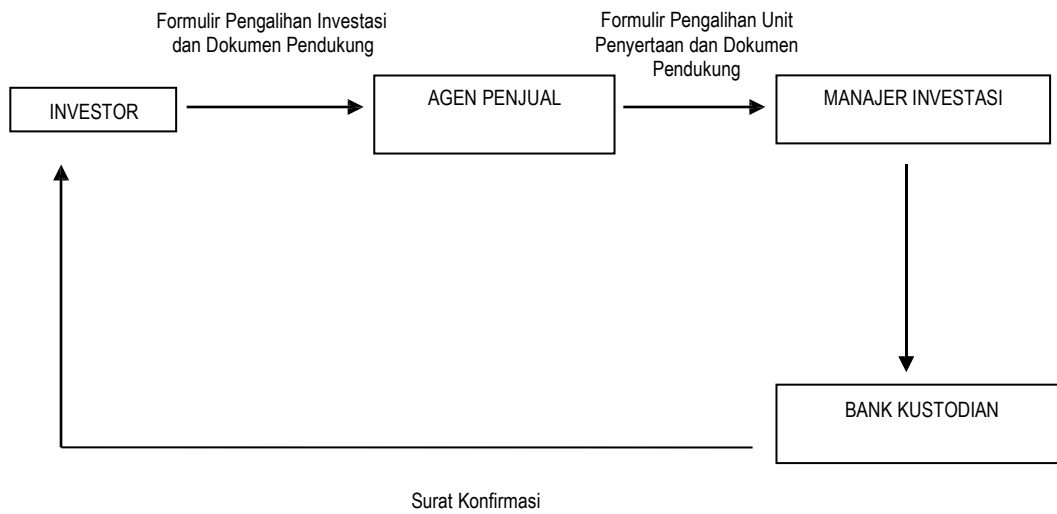 Formulir Pengalihan Investasi
dan Dokumen Pendukung
Formulir Pengalihan Unit
Penyertaan dan Dokumen
Pendukung
INVESTOR
AGEN PENJUAL
MANAJER INVESTASI
BANK KUSTODIAN
Surat Konfirmasi